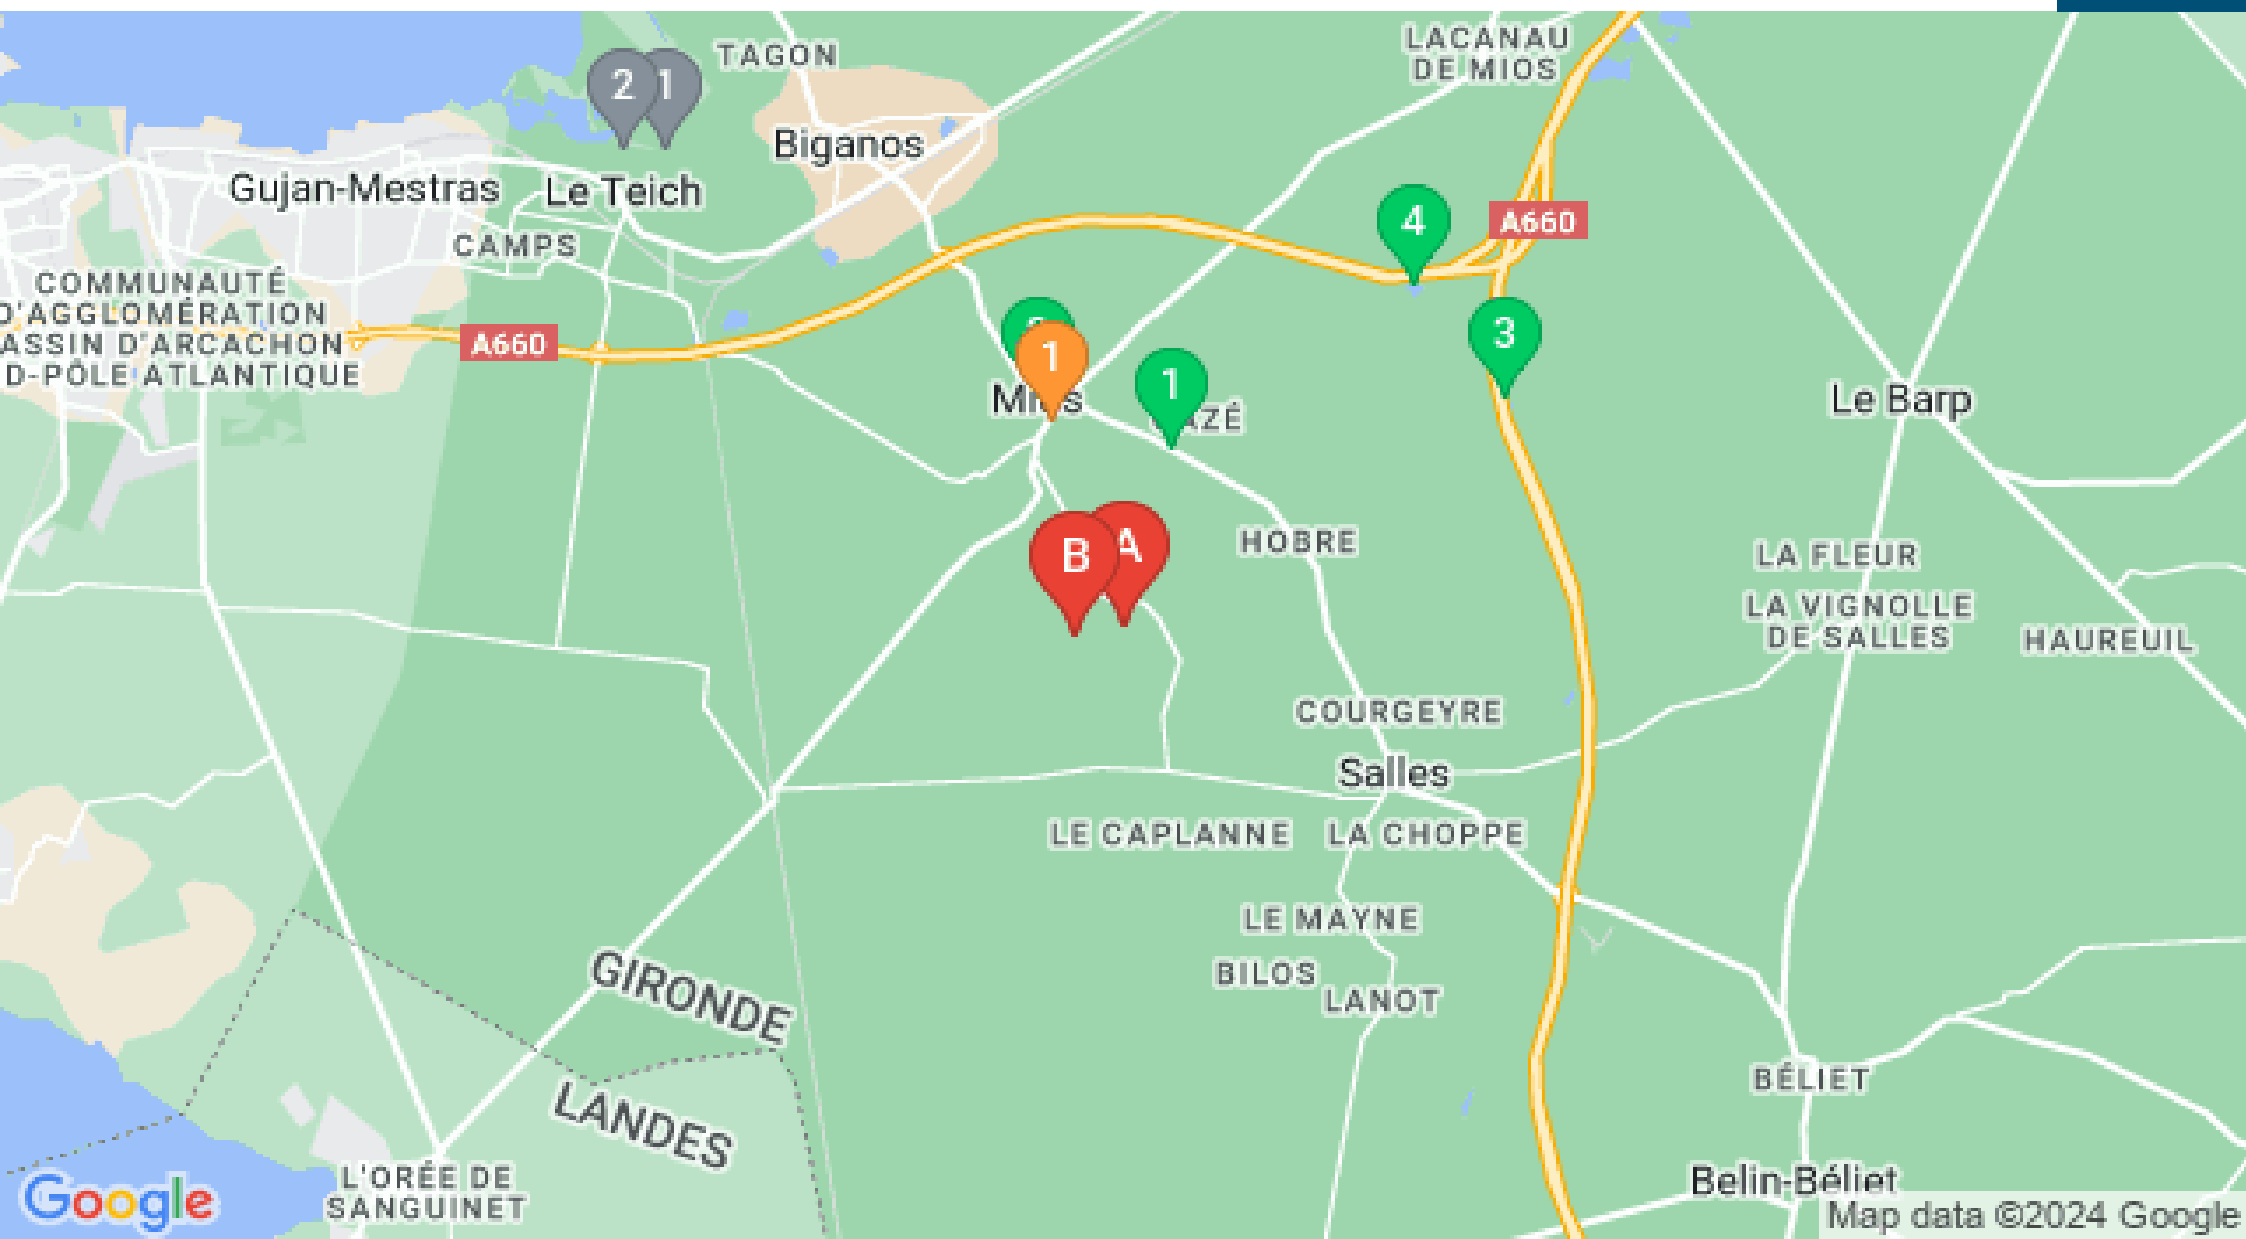 TAGON
LACANAU
DE MIOS
2
1
Biganos
Gujan-Mestras
Le Teich
CAMPS
4
A660
COMMUNAUTÉ
D'AGGLOMÉRATION
ASSIN D'ARCACHON
D-PÔLE ATLANTIQUE
A660
1
3
1
Mios
Le Barp
B
A
HOBRE
LA FLEUR
LA VIGNOLLE
DE SALLES
HAUREUIL
COURGEYRE
Salles
LE CAPLANNE
LA CHOPPE
LE MAYNE
BILOS
LANOT
GIRONDE
LANDES
BÉLIET
L'ORÉE DE
SANGUINET
Belin-Béliet
Google
Map data ©2024 Google